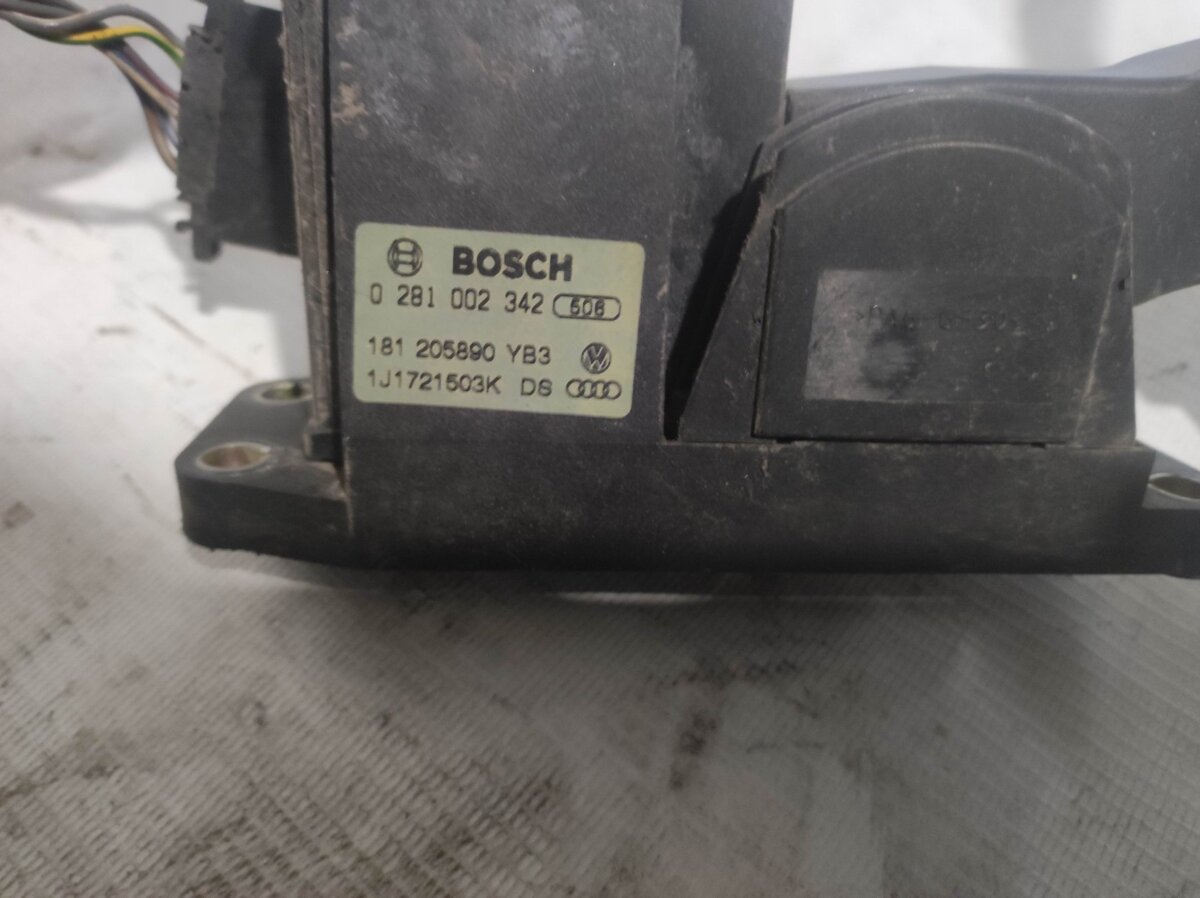 BOSCH
0 281 002 342 506
181 205890 YB3
1J1721503K DS